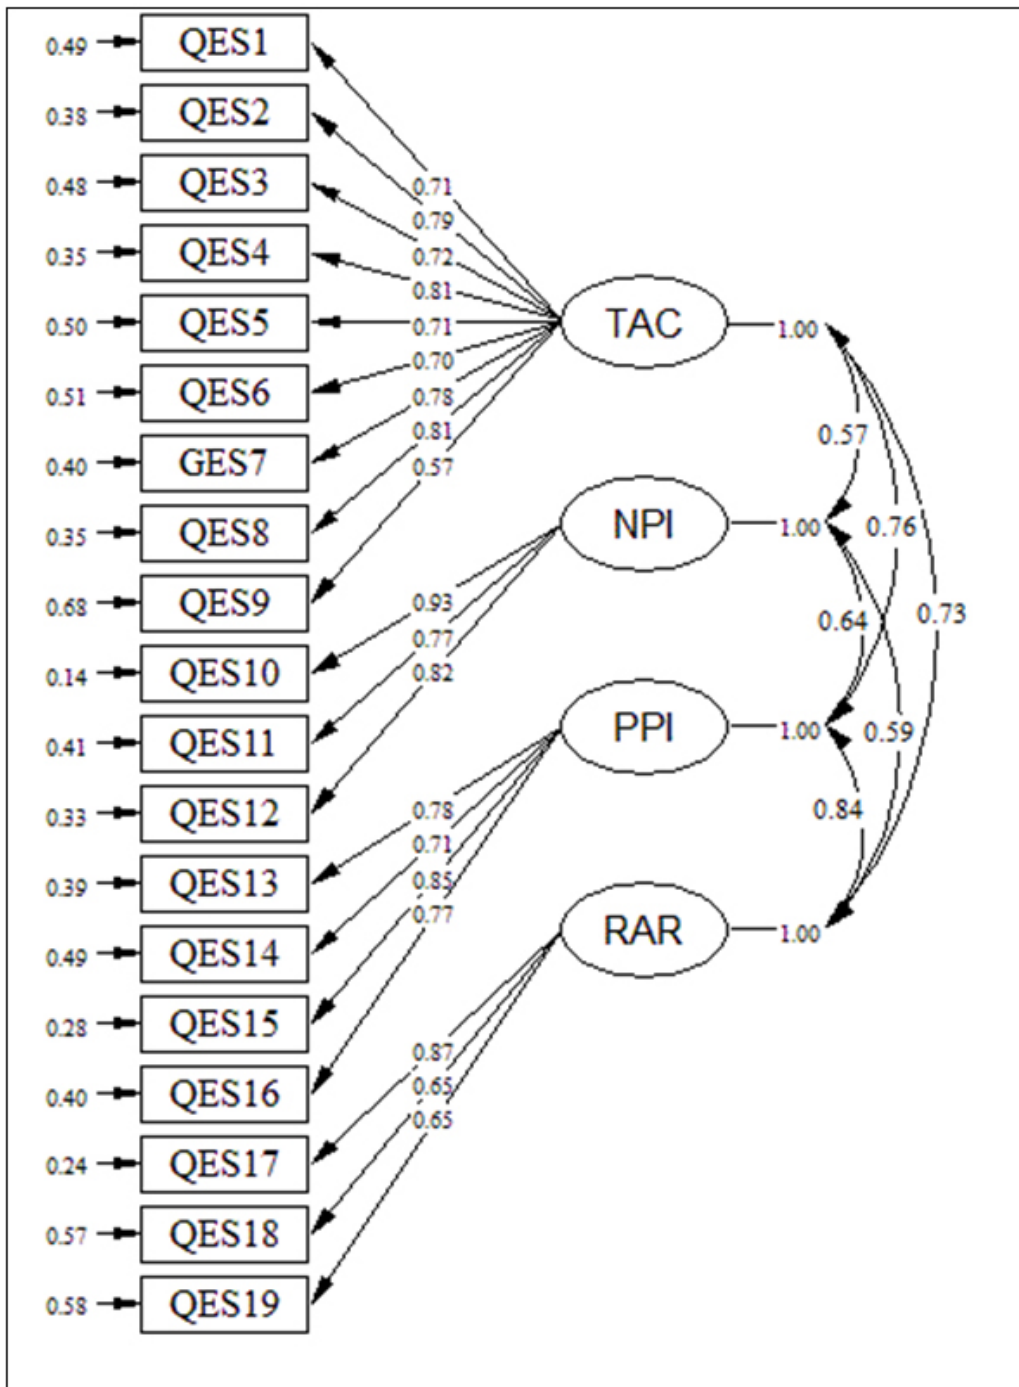 0.49 QES1
0.38 QES2
0.48 QES3
0.71
0.79
0.35 QES4
0.72
0.81
0.50 QES5
0.71
TAC
1.00
0.51 QES6
0.70
0.78
0.40 GES7
0.81
0.57
0.57
0.35 QES8
NPI
1.00
0.76
0.68 QES9
0.93
0.77
0.64
0.73
0.14 QES10
0.82
0.41 QES11
PPI
1.00
0.59
0.33 QES12
0.78
0.84
0.39 QES13
0.71
0.85
0.77
0.49 QES14
RAR
1.00
0.28 QES15
0.87
0.40 QES16
0.65
0.65
0.24 QES17
0.57 QES18
0.58 QES19